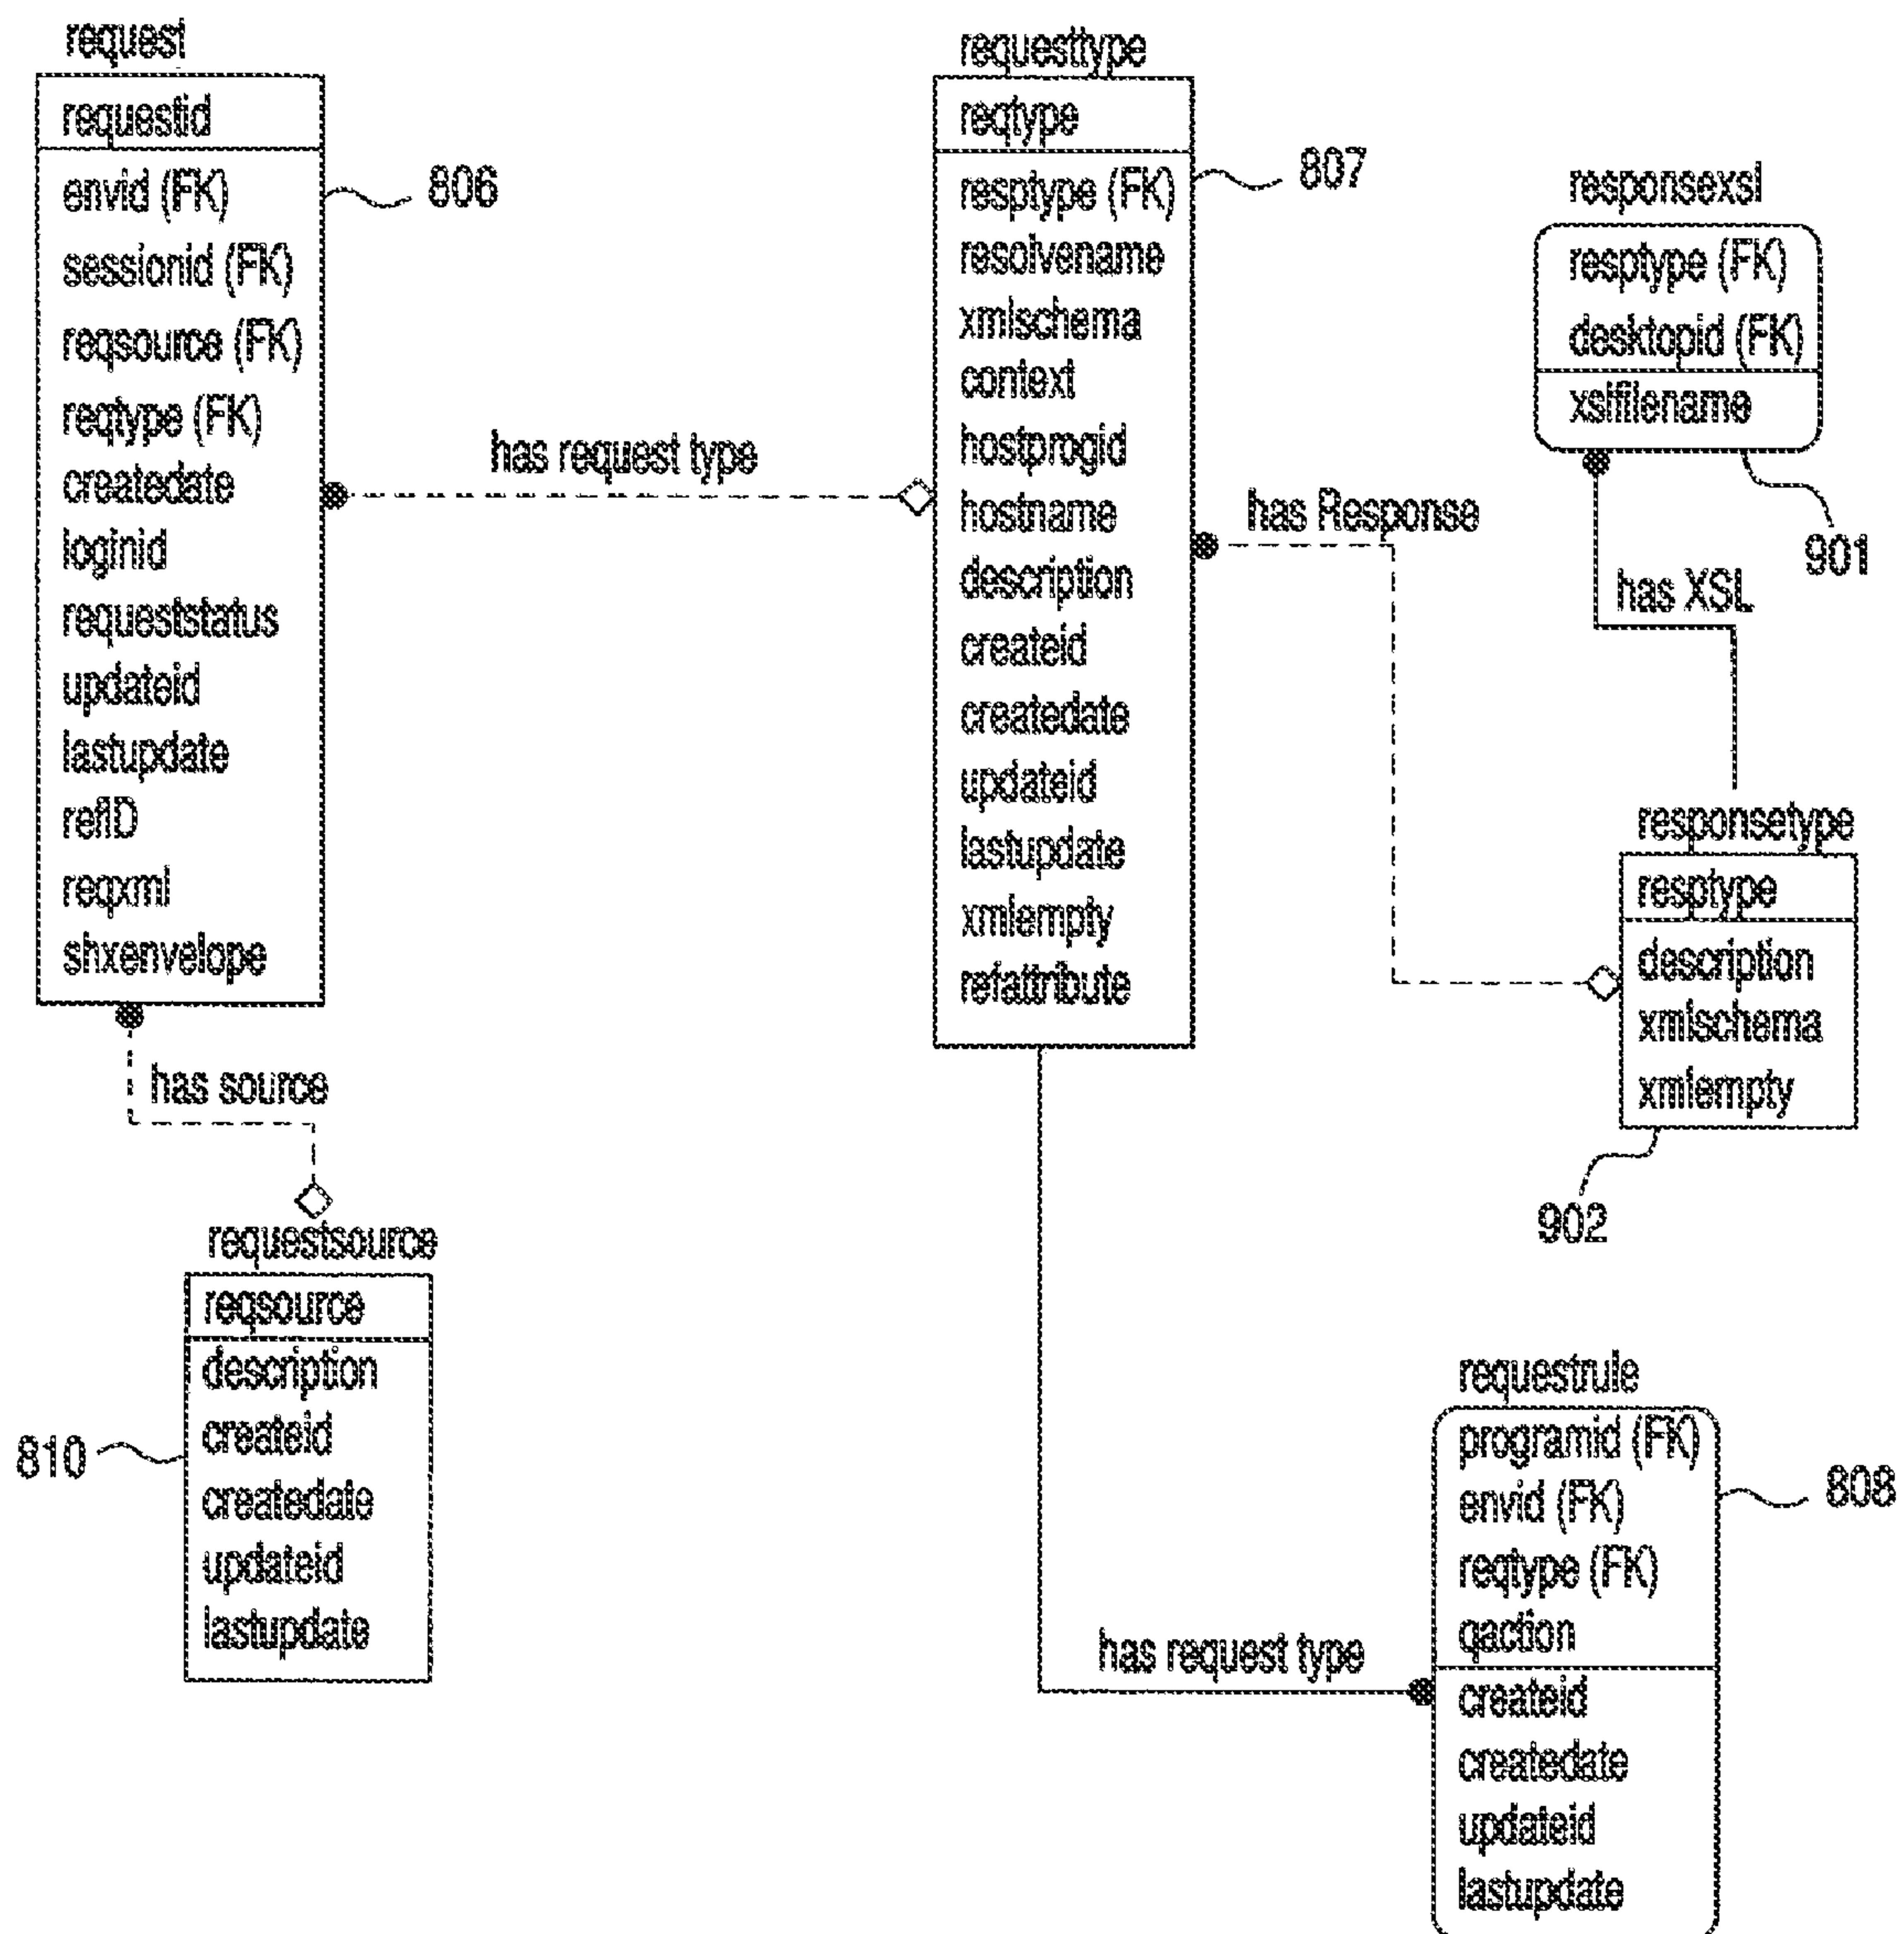 request
requestid
envid (FK)
sessionid (FK)
reqsource (FK)
reqtype (FK)
createdate
loginid
requeststatus
updateid
lastupdate
refID
reqxml
shxenvelope
806
has request type
has source
requestsource
reqsource
description
createid
createdate
updateid
lastupdate
810
requesttype
reqtype
resptype (FK)
resolvename
xmlschema
context
hostprogid
hostname
description
createid
createdate
updateid
lastupdate
xmlempty
refattribute
807
has Response
responsexsl
resptype (FK)
desktopid (FK)
xslfilename
901
has XSL
responsetype
resptype
description
xmlschema
xmlempty
902
has request type
requestrule
programid (FK)
envid (FK)
reqtype (FK)
qaction
createid
createdate
updateid
lastupdate
808